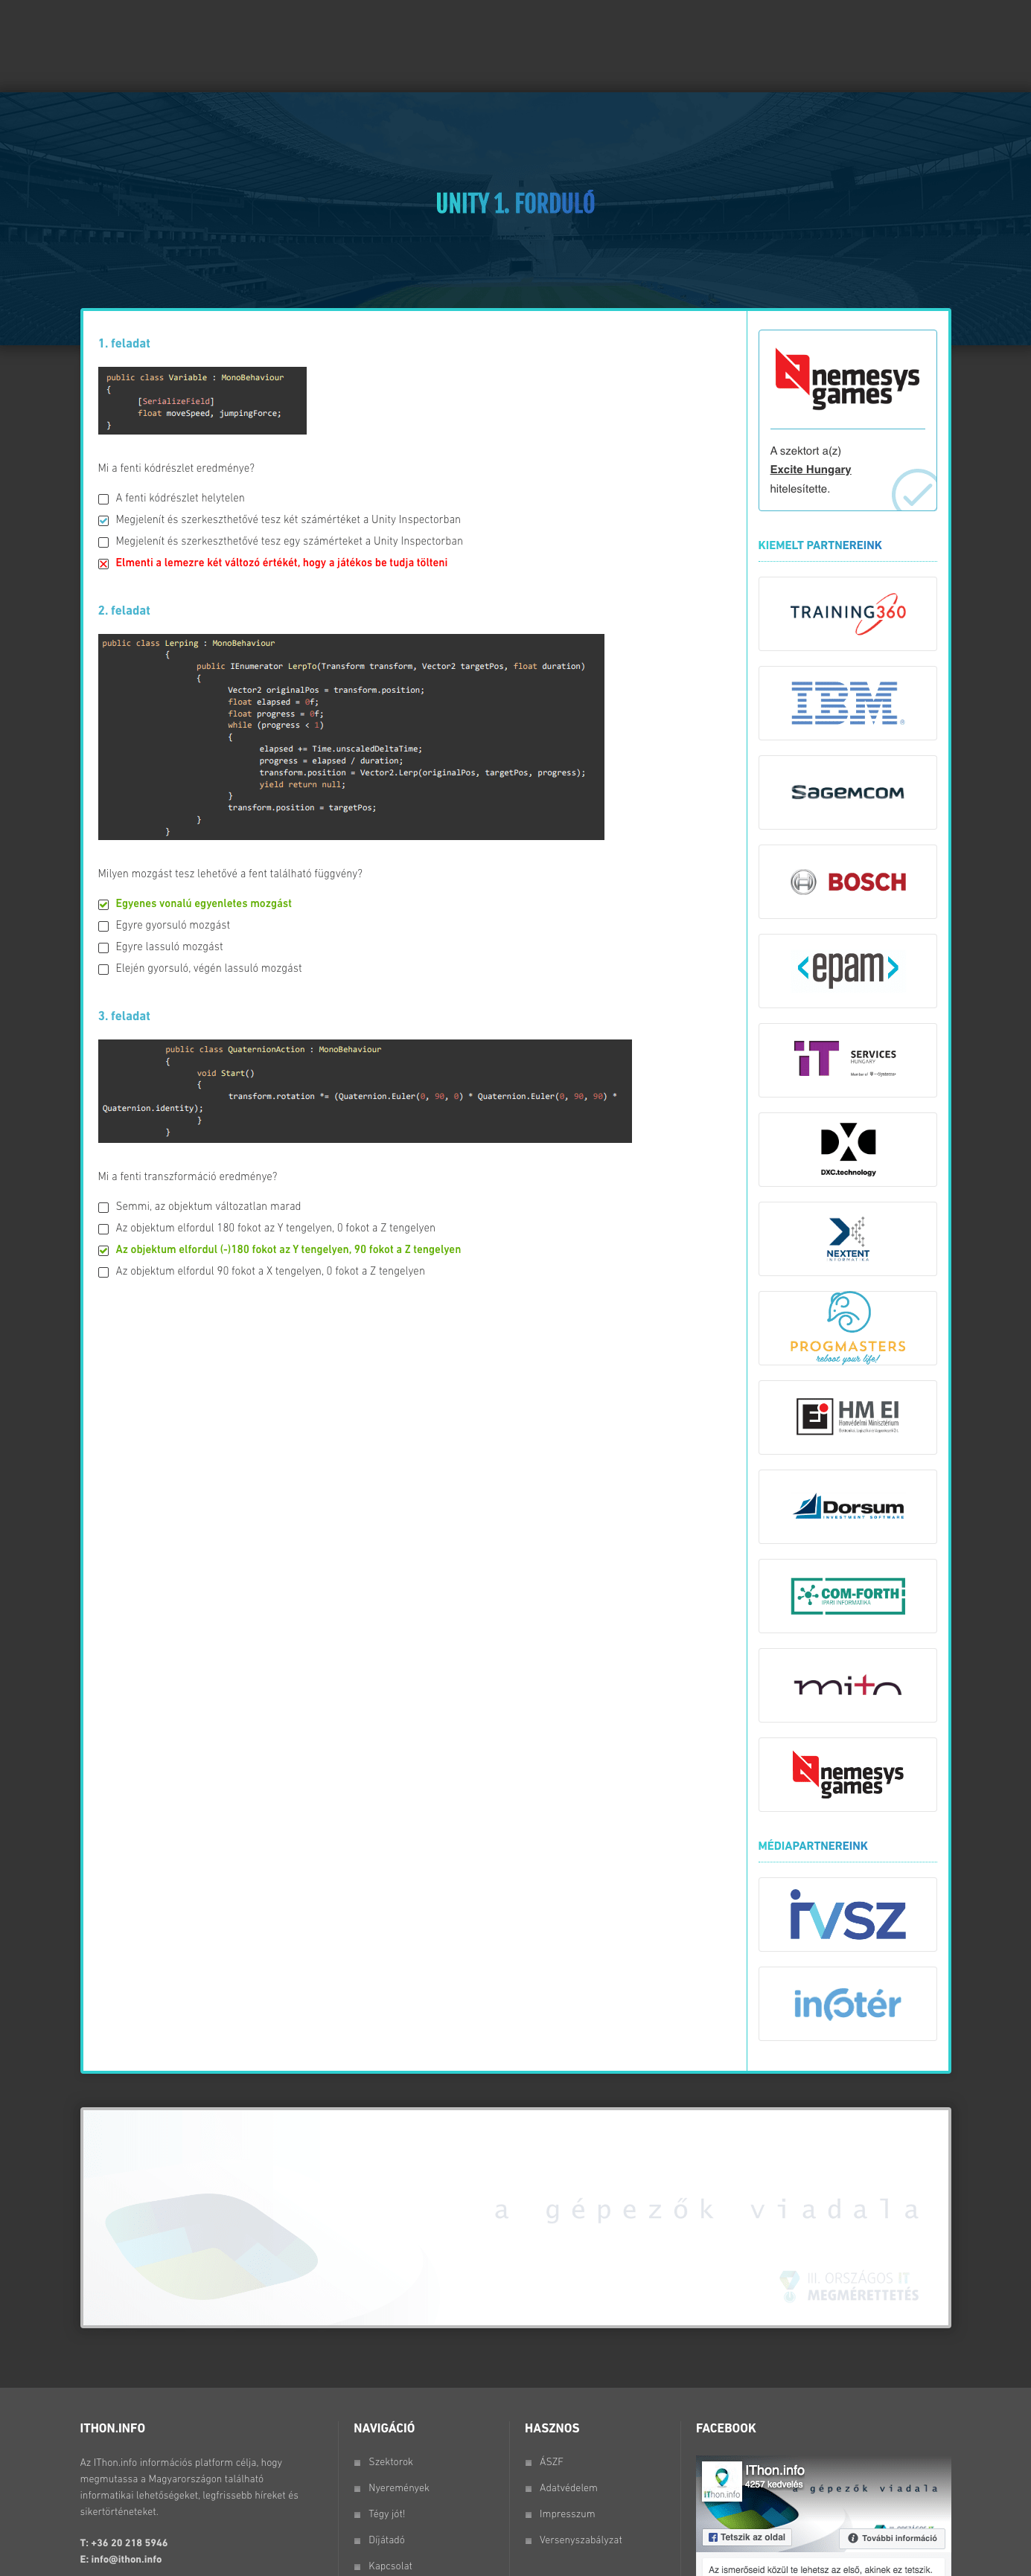 UNITY 1. FORDULÓ
1. feladat
public class Variable : MonoBehaviour
{
[SerializeField]
float moveSpeed, jumpingForce;
}
Mi a fenti kódrészlet eredménye?
A fenti kódrészlet helytelen
Megjelenít és szerkeszthetővé tesz két számértéket a Unity Inspectorban
Megjelenít és szerkeszthetővé tesz egy számérteket a Unity Inspectorban
Elmenti a lemezre két változó értékét, hogy a játékos be tudja tölteni
2. feladat
public class Lerping : MonoBehaviour
{
public IEnumerator LerpTo(Transform transform, Vector2 targetPos, float duration)
{
Vector2 originalPos = transform.position;
float elapsed = 0f;
float progress = 0f;
while (progress < 1)
{
elapsed += Time.unscaledDeltaTime;
progress = elapsed / duration;
transform.position = Vector2.Lerp(originalPos, targetPos, progress);
yield return null;
}
transform.position = targetPos;
}
}
Milyen mozgást tesz lehetővé a fent található függvény?
Egyenes vonalú egyenletes mozgást
Egyre gyorsuló mozgást
Egyre lassuló mozgást
Elején gyorsuló, végén lassuló mozgást
3. feladat
public class QuaternionAction : MonoBehaviour
{
void Start()
{
transform.rotation *= (Quaternion.Euler(0, 90, 0) * Quaternion.Euler(0, 90, 90) *
Quaternion.identity);
}
}
Mi a fenti transzformáció eredménye?
Semmi, az objektum változatlan marad
Az objektum elfordul 180 fokot az Y tengelyen, 0 fokot a Z tengelyen
Az objektum elfordul (-)180 fokot az Y tengelyen, 90 fokot a Z tengelyen
Az objektum elfordul 90 fokot a X tengelyen, 0 fokot a Z tengelyen
nemesys
games
A szektort a(z)
Excite Hungary
hitelesítette.
KIEMELT PARTNEREINK
TRAINING360
IBM
SAGEMCOM
BOSCH
<epam>
iT SERVICES
HUNGARY
DXC.technology
NEXTENT
INFORMATIKA
PROGMASTERS
reboot your life!
HM EI
Honvédelmi Minisztérium
Dorsum
INVESTMENT SOFTWARE
COM-FORTH
IPARI INFORMATIKA
mito
nemesys
games
MÉDIAPARTNEREINK
IVSZ
infotér
a gépezők viadala
III. ORSZÁGOS IT
MEGMÉRETTETÉS
ITHON.INFO
Az IThon.info információs platform célja, hogy
megmutassa a Magyarországon található
informatikai lehetőségeket, legfrissebb híreket és
sikertörténeteket.
T: +36 20 218 5946
E: info@ithon.info
NAVIGÁCIÓ
Szektorok
Nyeremények
Tégy jót!
Díjátadó
Kapcsolat
HASZNOS
ÁSZF
Adatvédelem
Impresszum
Versenyszabályzat
FACEBOOK
IThon.info
4257 kedvelés
a gépezők viadala
IThon.info
Tetszik az oldal
További információ
Az ismerőseid közül te lehetsz az első, akinek ez tetszik.